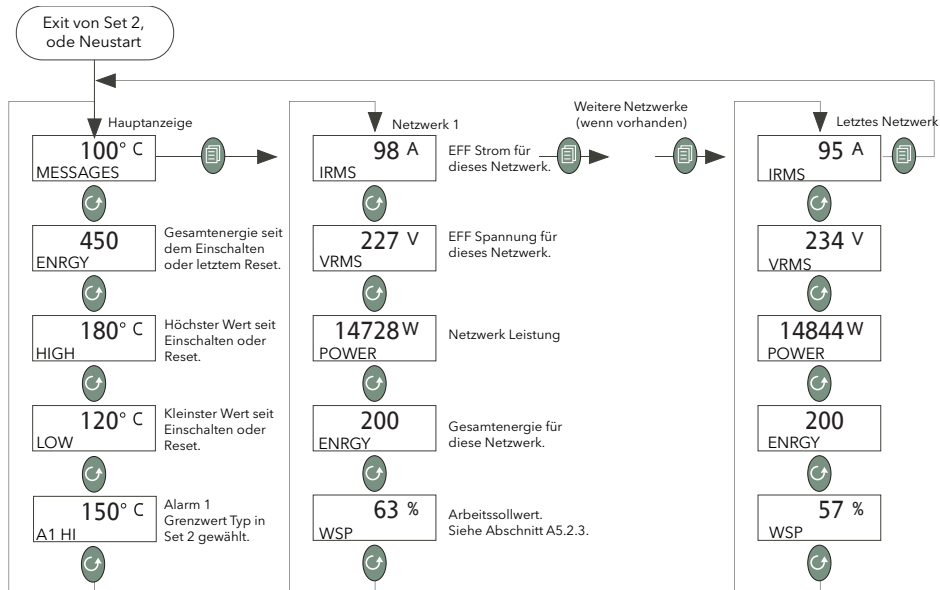 Exit von Set 2,
ode Neustart
Hauptanzeige
100° C
MESSAGES
450
ENRGY
Gesamtenergie seit
dem Einschalten
oder letztem Reset.
180° C
HIGH
Höchster Wert seit
Einschalten oder
Reset.
120° C
LOW
Kleinster Wert seit
Einschalten oder
Reset.
150° C
A1 HI
Alarm 1
Grenzwert Typ in
Set 2 gewählt.
Netzwerk 1
98 A
IRMS
EFF Strom für
dieses Netzwerk.
227 V
VRMS
EFF Spannung für
dieses Netzwerk.
14728 W
POWER
Netzwerk Leistung
200
ENRGY
Gesamtenergie für
diese Netzwerk.
63 %
WSP
Arbeitssollwert.
Siehe Abschnitt A5.2.3.
Weitere Netzwerke
(wenn vorhanden)
Letztes Netzwerk
95 A
IRMS
234 V
VRMS
14844 W
POWER
200
ENRGY
57 %
WSP